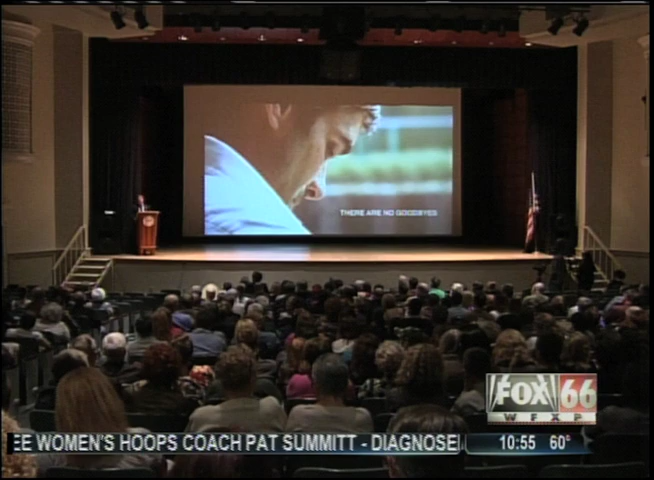 THERE ARE NO GOODBYES
FOX 66
WFXP
EE WOMEN'S HOOPS COACH PAT SUMMITT - DIAGNOSE
10:55 60°